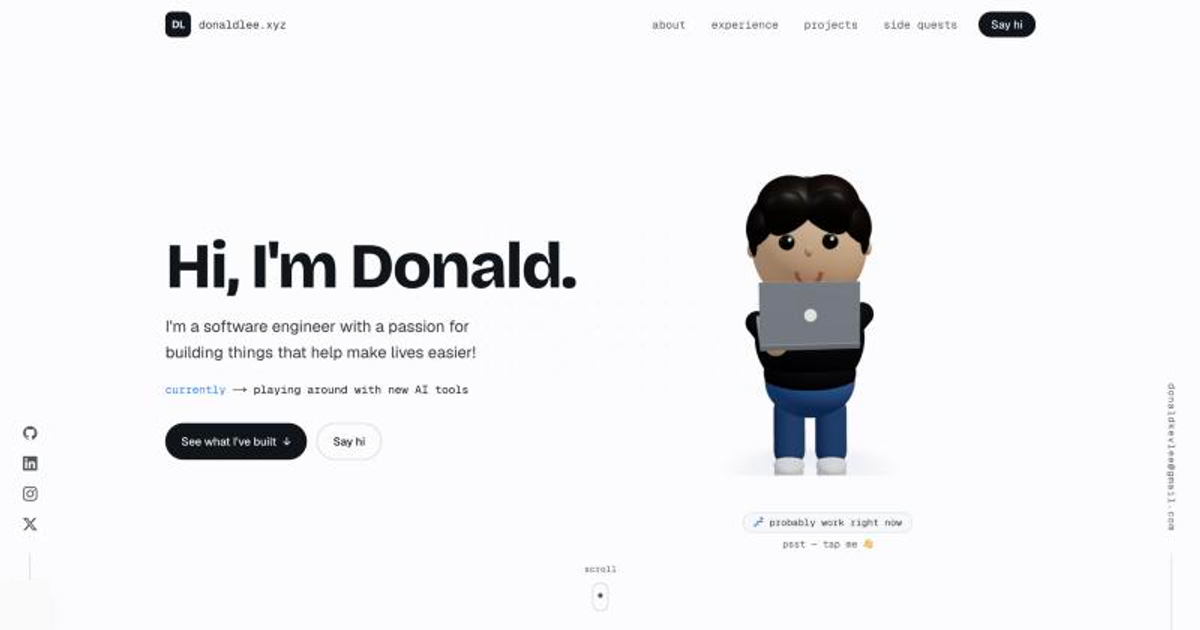 DL donaldlee.xyz
about experience projects side quests Say hi
Hi, I'm Donald.
I'm a software engineer with a passion for
building things that help make lives easier!
currently → playing around with new AI tools
See what I've built ↓ Say hi
donaldkevlee@gmail.com
💤 probably work right now
psst — tap me 👋
scroll